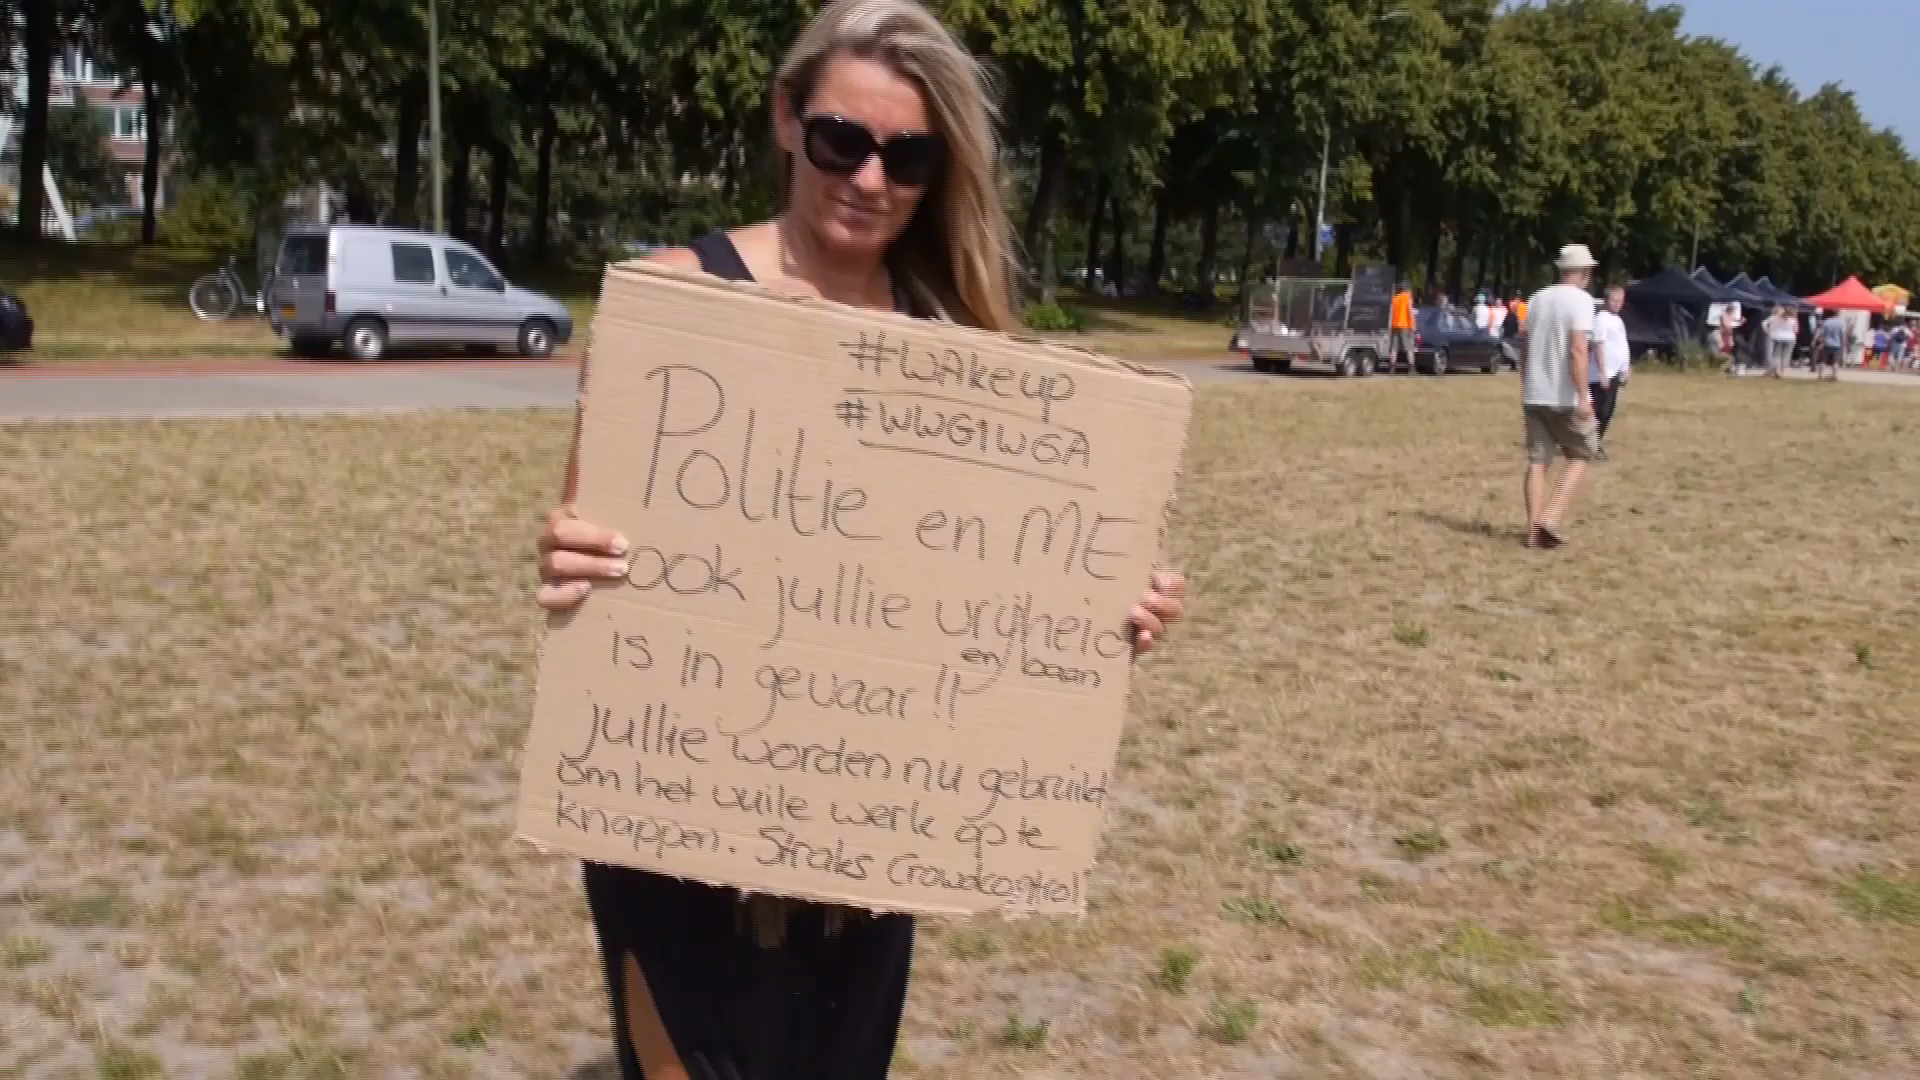 #WAKeup
#WWG1WGA
Politie en ME
ook jullie vrijheid
en baan
is in gevaar!!
jullie worden nu gebruikt
om het vuile werk op te
knappen. Straks Crowdcontrol